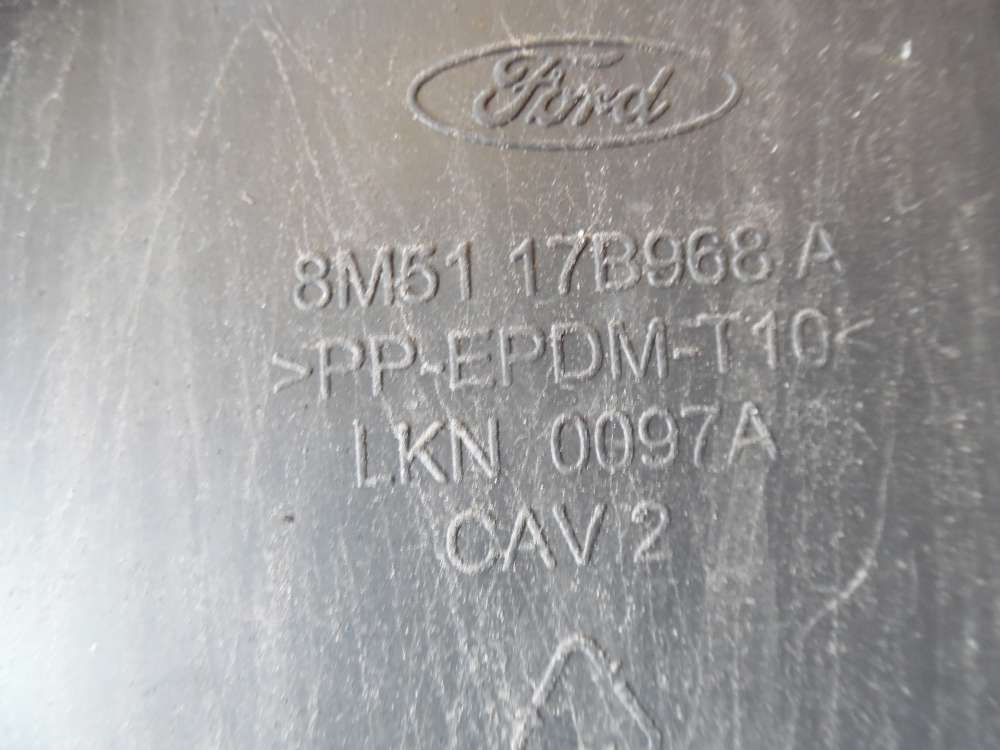 Ford
8M51 17B968 A
>PP-EPDM-T10<
LKN 0097A
CAV 2